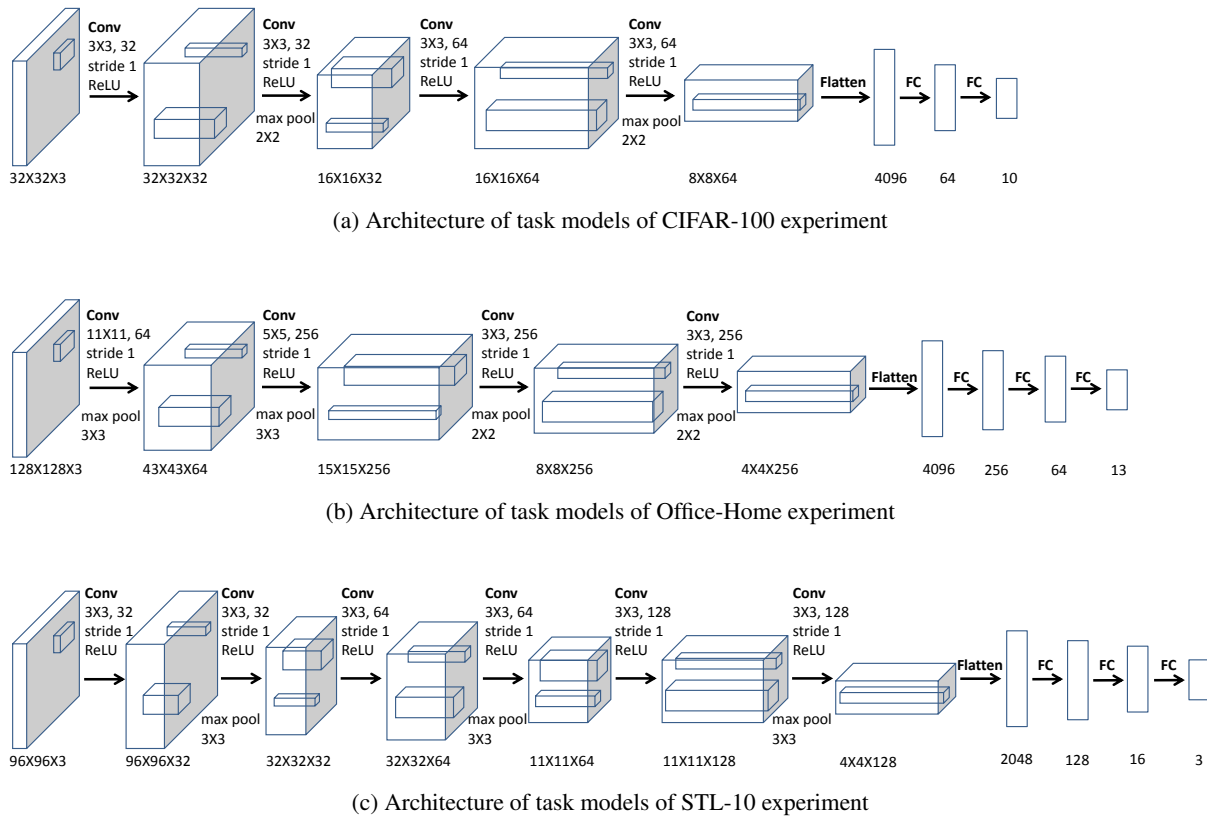 Conv
3X3, 32
stride 1
ReLU
Conv
3X3, 32
stride 1
ReLU
max pool
2X2
Conv
3X3, 64
stride 1
ReLU
Conv
3X3, 64
stride 1
ReLU
max pool
2X2
Flatten
FC
FC
32X32X3
32X32X32
16X16X32
16X16X64
8X8X64
4096
64
10
(a) Architecture of task models of CIFAR-100 experiment
Conv
11X11, 64
stride 1
ReLU
max pool
3X3
Conv
5X5, 256
stride 1
ReLU
max pool
3X3
Conv
3X3, 256
stride 1
ReLU
max pool
2X2
Conv
3X3, 256
stride 1
ReLU
max pool
2X2
Flatten
FC
FC
FC
128X128X3
43X43X64
15X15X256
8X8X256
4X4X256
4096
256
64
13
(b) Architecture of task models of Office-Home experiment
Conv
3X3, 32
stride 1
ReLU
Conv
3X3, 32
stride 1
ReLU
max pool
3X3
Conv
3X3, 64
stride 1
ReLU
Conv
3X3, 64
stride 1
ReLU
max pool
3X3
Conv
3X3, 128
stride 1
ReLU
Conv
3X3, 128
stride 1
ReLU
max pool
3X3
Flatten
FC
FC
FC
96X96X3
96X96X32
32X32X32
32X32X64
11X11X64
11X11X128
4X4X128
2048
128
16
3
(c) Architecture of task models of STL-10 experiment